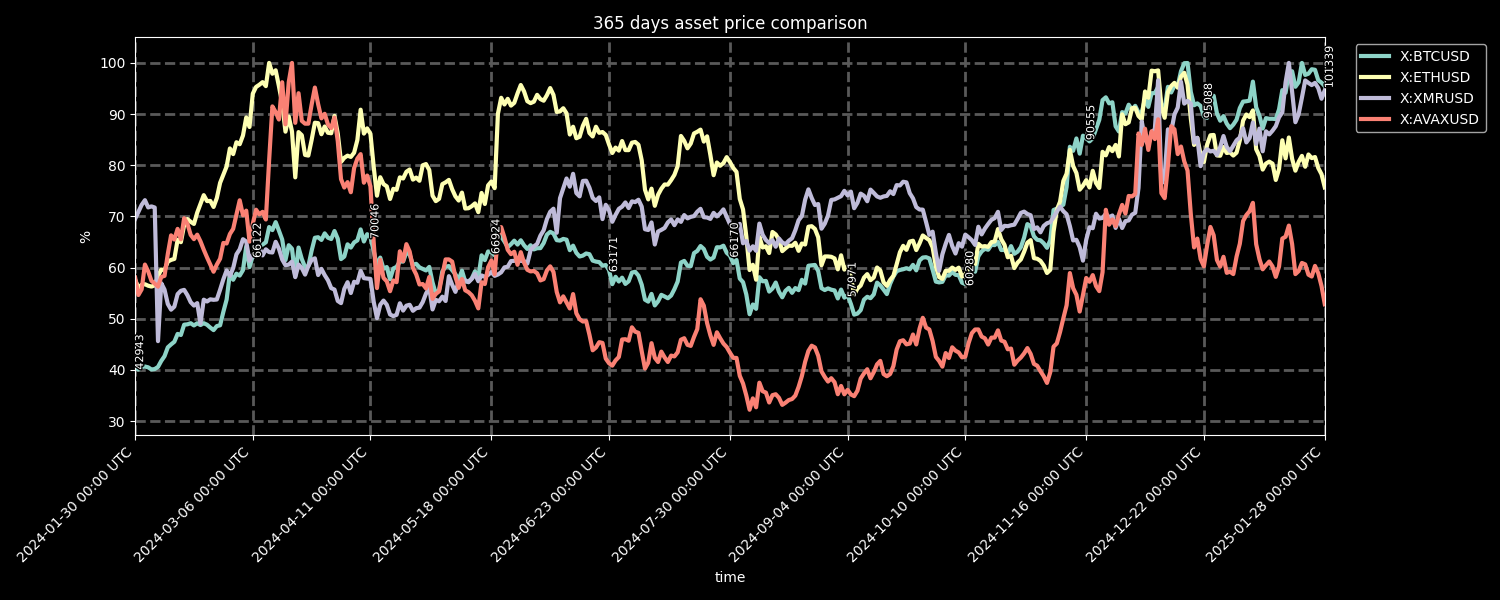 365 days asset price comparison
X:BTCUSD
X:ETHUSD
X:XMRUSD
X:AVAXUSD
%
100
90
80
70
60
50
40
30
42943
66122
70046
66924
63171
66170
57971
60280
90555
95088
101339
2024-01-30 00:00 UTC
2024-03-06 00:00 UTC
2024-04-11 00:00 UTC
2024-05-18 00:00 UTC
2024-06-23 00:00 UTC
2024-07-30 00:00 UTC
2024-09-04 00:00 UTC
2024-10-10 00:00 UTC
2024-11-16 00:00 UTC
2024-12-22 00:00 UTC
2025-01-28 00:00 UTC
time